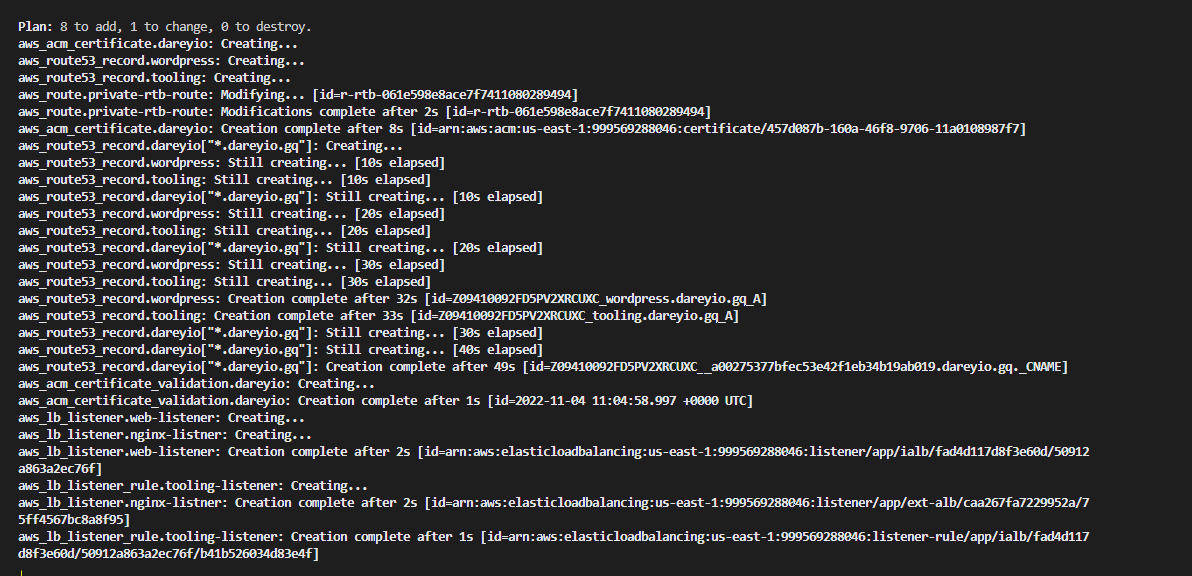 Plan: 8 to add, 1 to change, 0 to destroy.
aws_acm_certificate.dareyio: Creating...
aws_route53_record.wordpress: Creating...
aws_route53_record.tooling: Creating...
aws_route.private-rtb-route: Modifying... [id=r-rtb-061e598e8ace7f7411080289494]
aws_route.private-rtb-route: Modifications complete after 2s [id=r-rtb-061e598e8ace7f7411080289494]
aws_acm_certificate.dareyio: Creation complete after 8s [id=arn:aws:acm:us-east-1:999569288046:certificate/457d087b-160a-46f8-9706-11a0108987f7]
aws_route53_record.dareyio["*.dareyio.gq"]: Creating...
aws_route53_record.wordpress: Still creating... [10s elapsed]
aws_route53_record.tooling: Still creating... [10s elapsed]
aws_route53_record.dareyio["*.dareyio.gq"]: Still creating... [10s elapsed]
aws_route53_record.wordpress: Still creating... [20s elapsed]
aws_route53_record.tooling: Still creating... [20s elapsed]
aws_route53_record.dareyio["*.dareyio.gq"]: Still creating... [20s elapsed]
aws_route53_record.wordpress: Still creating... [30s elapsed]
aws_route53_record.tooling: Still creating... [30s elapsed]
aws_route53_record.wordpress: Creation complete after 32s [id=Z09410092FD5PV2XRCUXC_wordpress.dareyio.gq_A]
aws_route53_record.tooling: Creation complete after 33s [id=Z09410092FD5PV2XRCUXC_tooling.dareyio.gq_A]
aws_route53_record.dareyio["*.dareyio.gq"]: Still creating... [30s elapsed]
aws_route53_record.dareyio["*.dareyio.gq"]: Still creating... [40s elapsed]
aws_route53_record.dareyio["*.dareyio.gq"]: Creation complete after 49s [id=Z09410092FD5PV2XRCUXC__a00275377bfec53e42f1eb34b19ab019.dareyio.gq._CNAME]
aws_acm_certificate_validation.dareyio: Creating...
aws_acm_certificate_validation.dareyio: Creation complete after 1s [id=2022-11-04 11:04:58.997 +0000 UTC]
aws_lb_listener.web-listener: Creating...
aws_lb_listener.nginx-listner: Creating...
aws_lb_listener.web-listener: Creation complete after 2s [id=arn:aws:elasticloadbalancing:us-east-1:999569288046:listener/app/ialb/fad4d117d8f3e60d/50912
a863a2ec76f]
aws_lb_listener_rule.tooling-listener: Creating...
aws_lb_listener.nginx-listner: Creation complete after 2s [id=arn:aws:elasticloadbalancing:us-east-1:999569288046:listener/app/ext-alb/caa267fa7229952a/7
5ff4567bc8a8f95]
aws_lb_listener_rule.tooling-listener: Creation complete after 1s [id=arn:aws:elasticloadbalancing:us-east-1:999569288046:listener-rule/app/ialb/fad4d117
d8f3e60d/50912a863a2ec76f/b41b526034d83e4f]